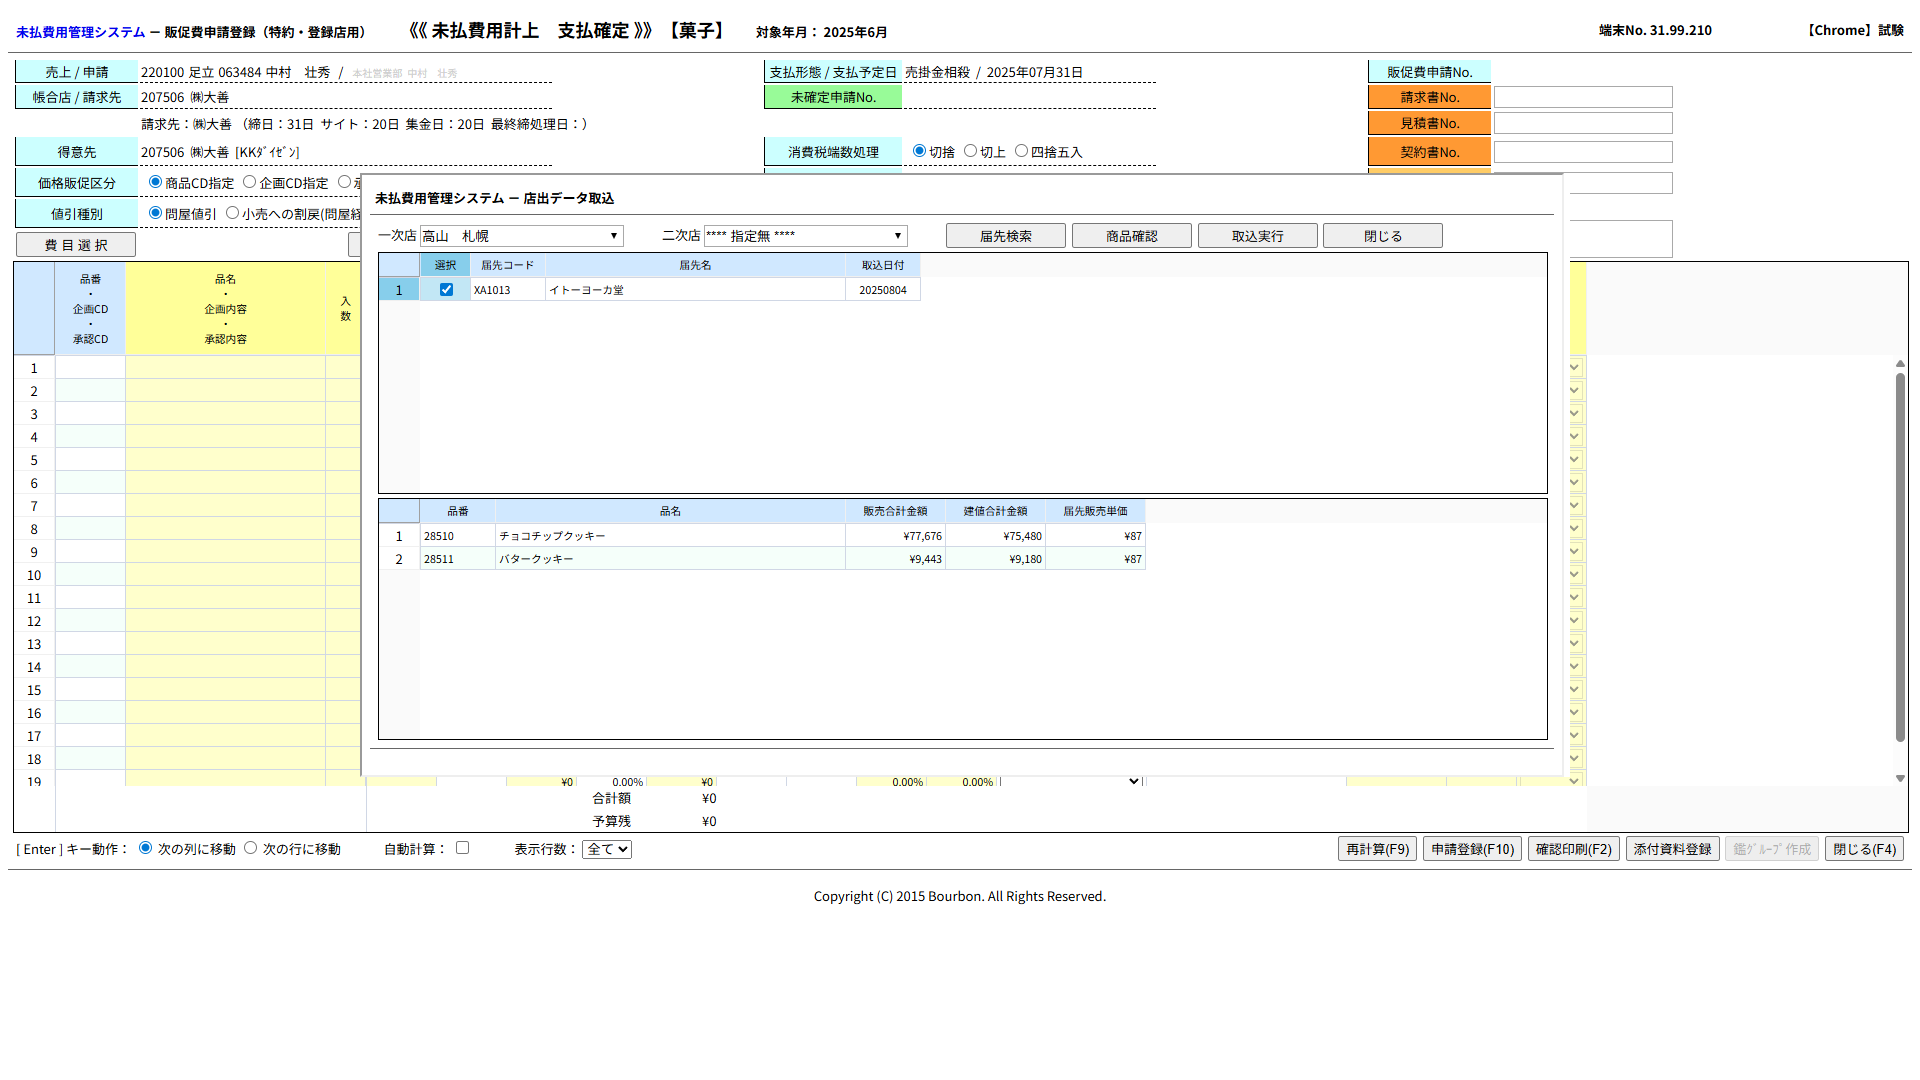 未払費用管理システム － 販促費申請登録（特約・登録店用）　《《 未払費用計上　支払確定 》》 【菓子】　対象年月： 2025年6月　端末No. 31.99.210　【Chrome】試験
売上 / 申請　220100 足立 063484 中村　壮秀 / 本社営業部 中村　壮秀　支払形態 / 支払予定日　売掛金相殺 / 2025年07月31日　販促費申請No.
帳合店 / 請求先　207506 ㈱大善　未確定申請No.　請求書No.
請求先：㈱大善 （締日：31日 サイト：20日 集金日：20日 最終締処理日：）　見積書No.
得意先　207506 ㈱大善 [KKﾀﾞｲｾﾞﾝ]　消費税端数処理　切捨　切上　四捨五入　契約書No.
価格販促区分　商品CD指定　企画CD指定
値引種別　問屋値引　小売への割戻(問屋経
費 目 選 択
未払費用管理システム － 店出データ取込
一次店　高山　札幌　▼　二次店　**** 指定無 ****　▼　届先検索　商品確認　取込実行　閉じる
選択　届先コード　届先名　取込日付
1　XA1013　イトーヨーカ堂　20250804
品番　品名　販売合計金額　建値合計金額　届先販売単価
1　28510　チョコチップクッキー　¥77,676　¥75,480　¥87
2　28511　バタークッキー　¥9,443　¥9,180　¥87
品番　品名　入
・　・　数
企画CD　企画内容
・　・
承認CD　承認内容
1
2
3
4
5
6
7
8
9
10
11
12
13
14
15
16
17
18
19　¥0　0.00%　¥0　0.00%　0.00%
合計額　¥0
予算残　¥0
[ Enter ] キー動作：　次の列に移動　次の行に移動　自動計算：　表示行数：　全て　再計算(F9)　申請登録(F10)　確認印刷(F2)　添付資料登録　鑑ｸﾞﾙｰﾌﾟ作成　閉じる(F4)
Copyright (C) 2015 Bourbon. All Rights Reserved.